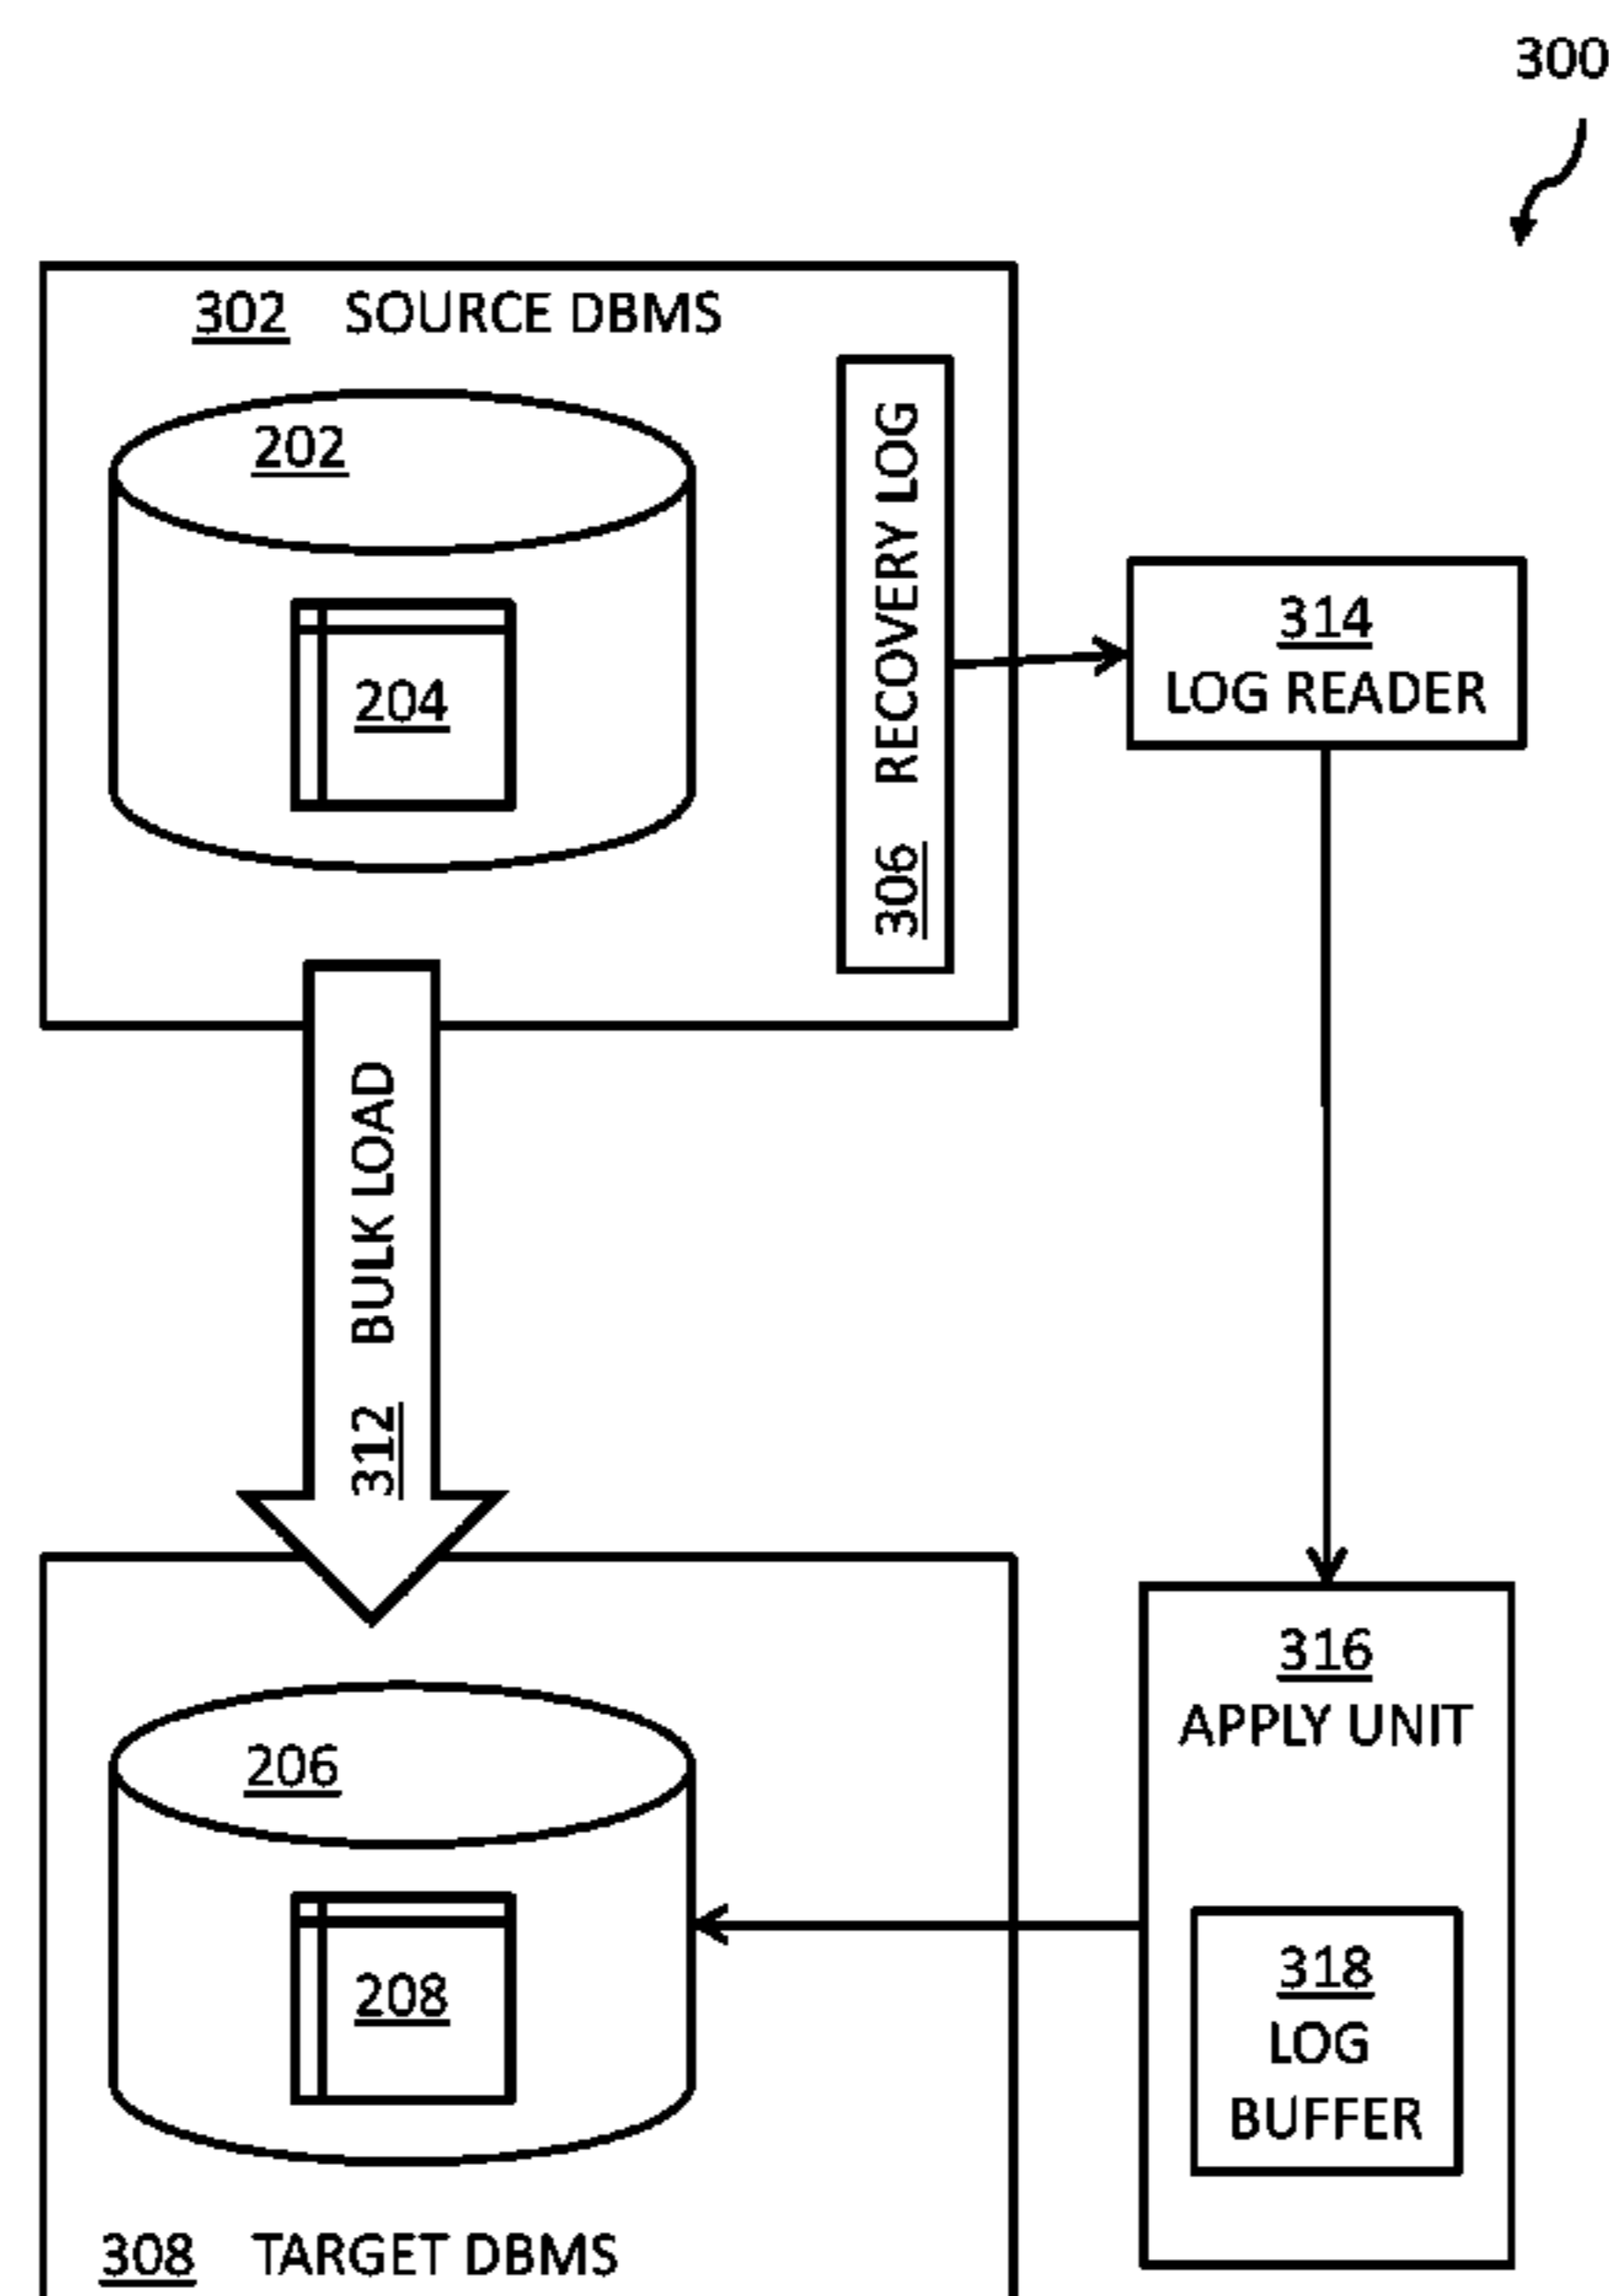 300
302 SOURCE DBMS
202
204
306 RECOVERY LOG
314
LOG READER
312 BULK LOAD
316
APPLY UNIT
206
208
318
LOG
BUFFER
308 TARGET DBMS